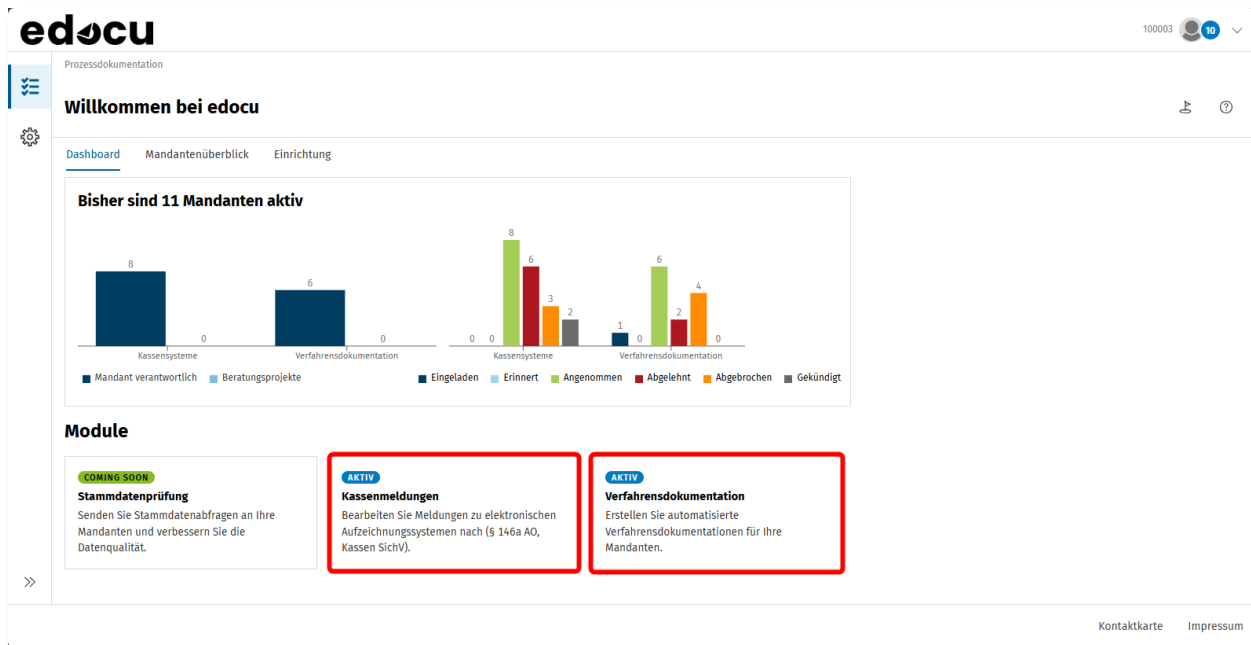 edocu
100003 10
Prozessdokumentation
Willkommen bei edocu
Dashboard Mandantenüberblick Einrichtung
Bisher sind 11 Mandanten aktiv
8
0
6
0
Kassensysteme Verfahrensdokumentation
Mandant verantwortlich Beratungsprojekte
0 0 8 6 3 2
1 0 6 2 4 0
Kassensysteme Verfahrensdokumentation
Eingeladen Erinnert Angenommen Abgelehnt Abgebrochen Gekündigt
Module
COMING SOON
Stammdatenprüfung
Senden Sie Stammdatenabfragen an Ihre
Mandanten und verbessern Sie die
Datenqualität.
AKTIV
Kassenmeldungen
Bearbeiten Sie Meldungen zu elektronischen
Aufzeichnungssystemen nach (§ 146a AO,
Kassen SichV).
AKTIV
Verfahrensdokumentation
Erstellen Sie automatisierte
Verfahrensdokumentationen für Ihre
Mandanten.
Kontaktkarte Impressum